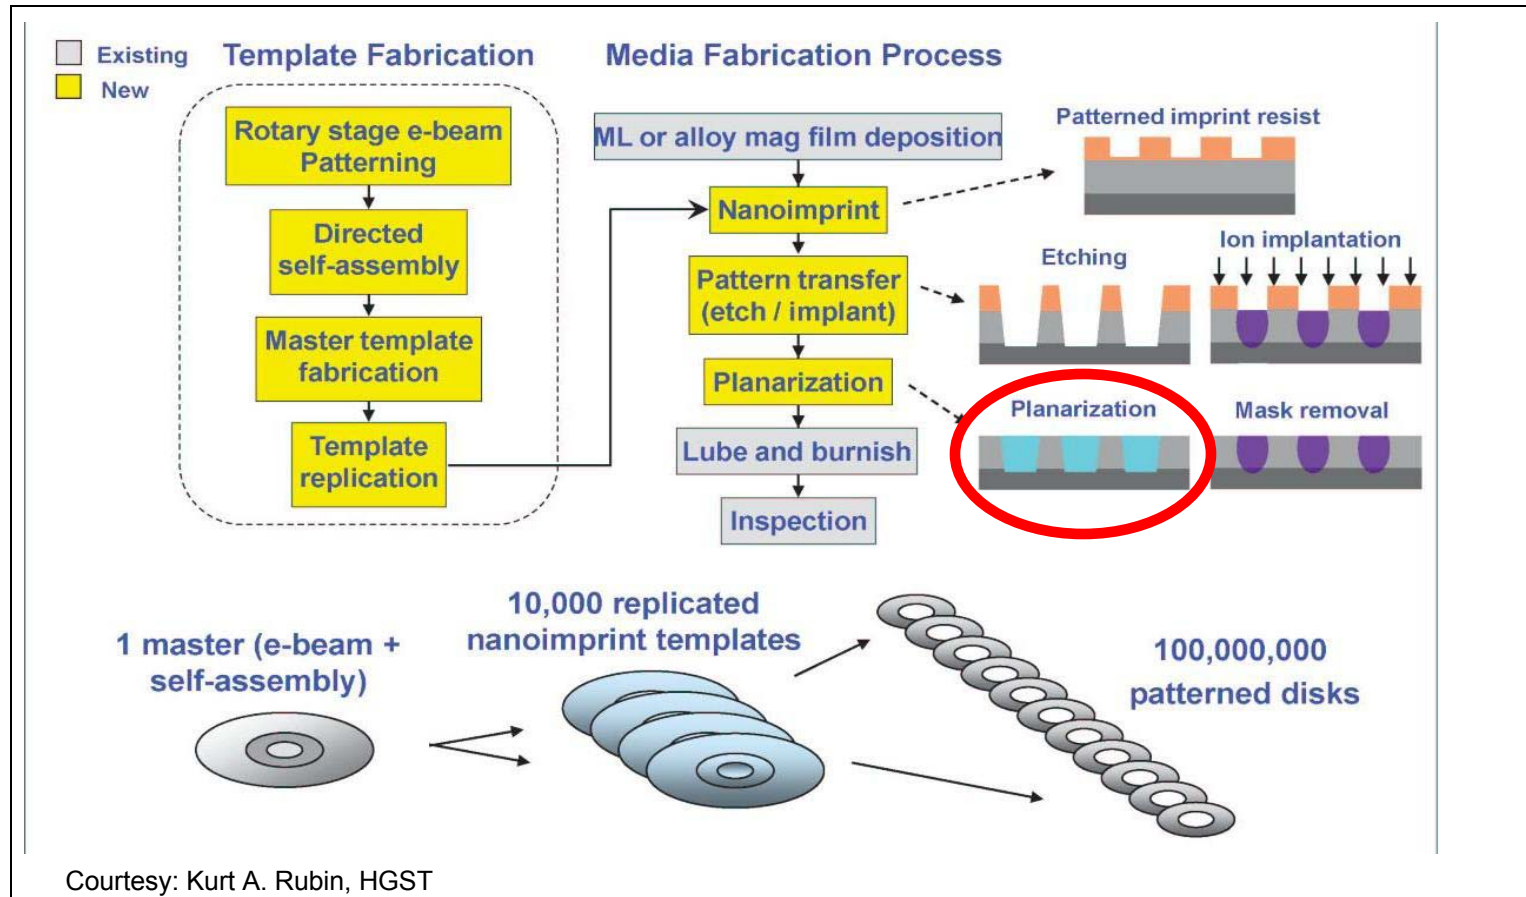 Existing
New
Template Fabrication
Rotary stage e-beam
Patterning
Directed
self-assembly
Master template
fabrication
Template
replication
Media Fabrication Process
ML or alloy mag film deposition
Nanoimprint
Pattern transfer
(etch / implant)
Planarization
Lube and burnish
Inspection
Patterned imprint resist
Etching
Ion implantation
Planarization
Mask removal
1 master (e-beam +
self-assembly)
10,000 replicated
nanoimprint templates
100,000,000
patterned disks
Courtesy: Kurt A. Rubin, HGST